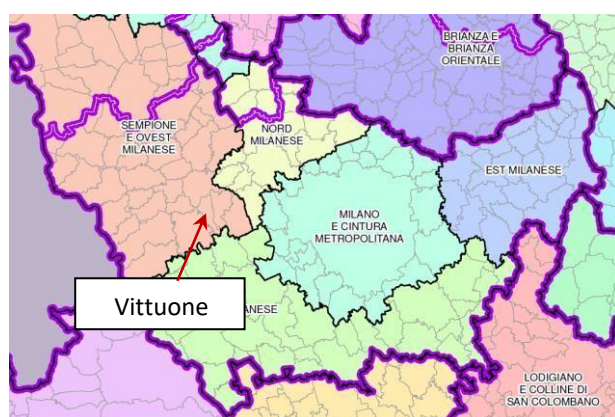 BRIANZA E
BRIANZA
ORIENTALE
SEMPIONE
E OVEST
MILANESE
NORD
MILANESE
EST MILANESE
MILANO
E CINTURA
METROPOLITANA
Vittuone
ANESE
LODIGIANO
E COLLINE DI
SAN COLOMBANO